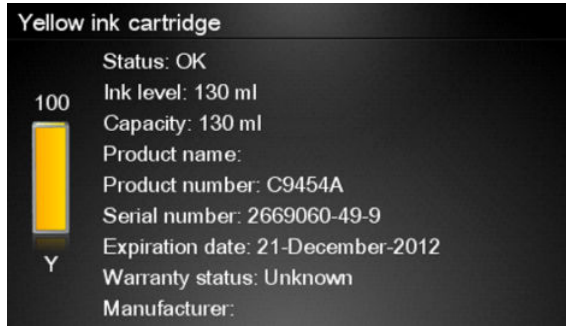 Yellow ink cartridge
Status: OK
100
Ink level: 130 ml
Capacity: 130 ml
Product name:
Product number: C9454A
Serial number: 2669060-49-9
Expiration date: 21-December-2012
Y
Warranty status: Unknown
Manufacturer: